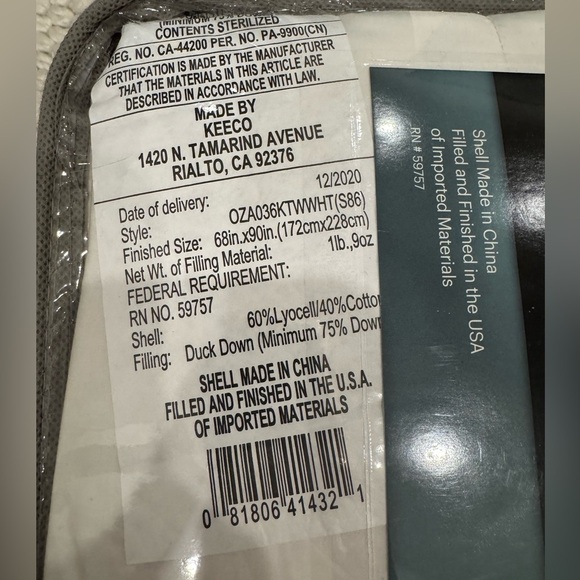 (MINIMUM 75%
CONTENTS STERILIZED
REG. NO. CA-44200 PER. NO. PA-9900(CN)
CERTIFICATION IS MADE BY THE MANUFACTURER
THAT THE MATERIALS IN THIS ARTICLE ARE
DESCRIBED IN ACCORDANCE WITH LAW.
MADE BY
KEECO
1420 N. TAMARIND AVENUE
RIALTO, CA 92376
Date of delivery: 12/2020
Style: OZA036KTWWHT(S86)
Finished Size: 68in.x90in.(172cmx228cm)
Net Wt. of Filling Material: 1lb.,9oz
FEDERAL REQUIREMENT:
RN NO. 59757
Shell: 60%Lyocell/40%Cotto
Filling: Duck Down (Minimum 75% Dow
SHELL MADE IN CHINA
FILLED AND FINISHED IN THE U.S.A.
OF IMPORTED MATERIALS
0 81806 41432 1
Shell Made in China
Filled and Finished in the USA
of Imported Materials
RN # 59757